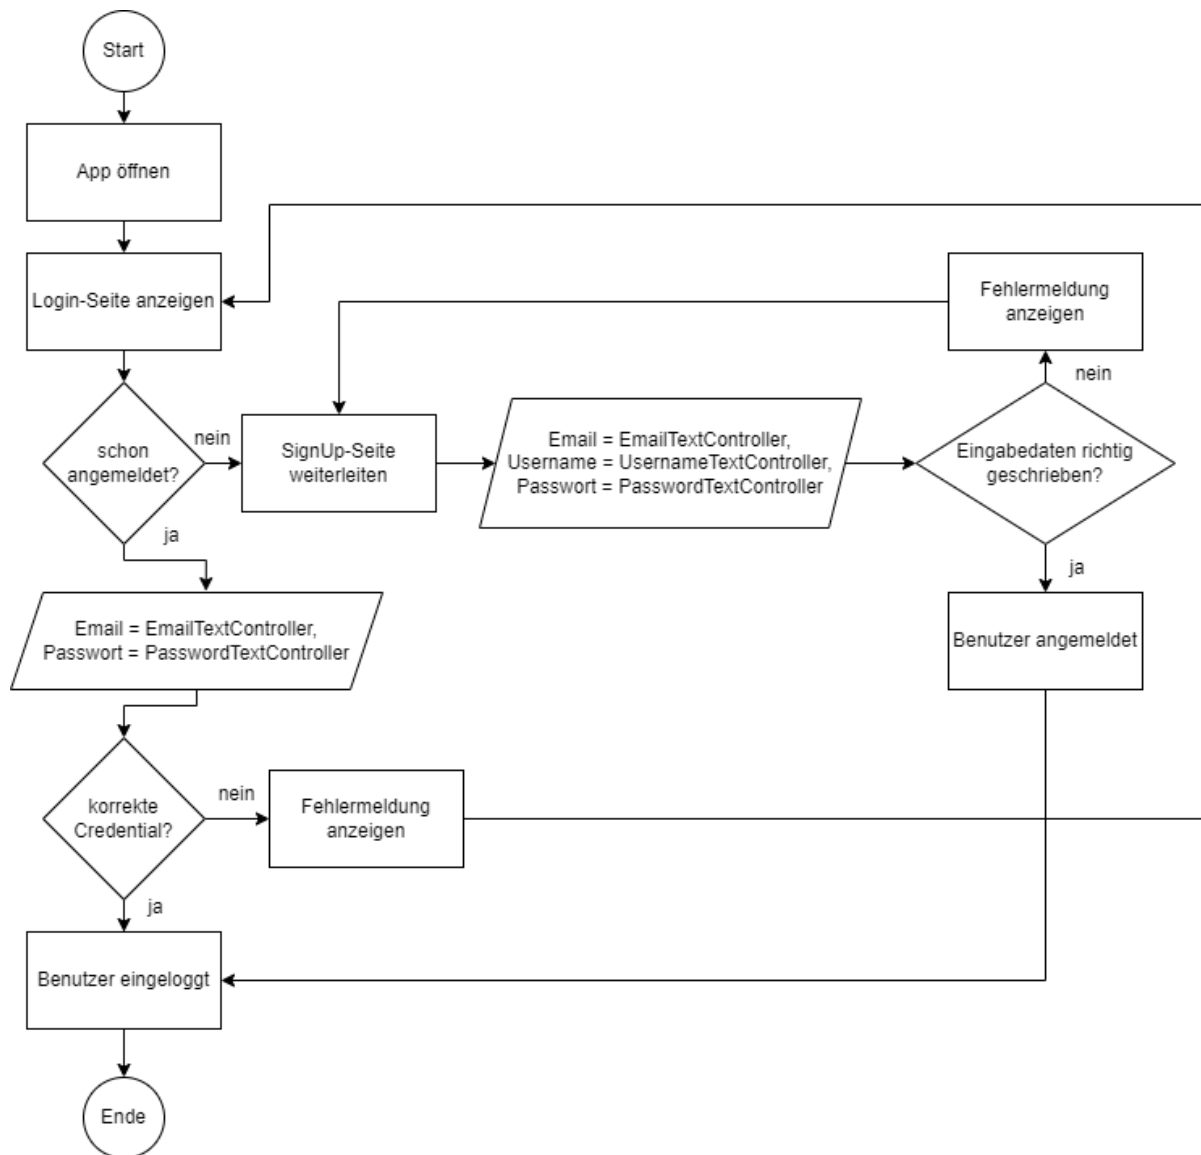 Start
App öffnen
Login-Seite anzeigen
Fehlermeldung
anzeigen
nein
schon
angemeldet?
nein
SignUp-Seite
weiterleiten
Email = EmailTextController,
Username = UsernameTextController,
Passwort = PasswordTextController
Eingabedaten richtig
geschrieben?
ja
ja
Email = EmailTextController,
Passwort = PasswordTextController
Benutzer angemeldet
korrekte
Credential?
nein
Fehlermeldung
anzeigen
ja
Benutzer eingeloggt
Ende